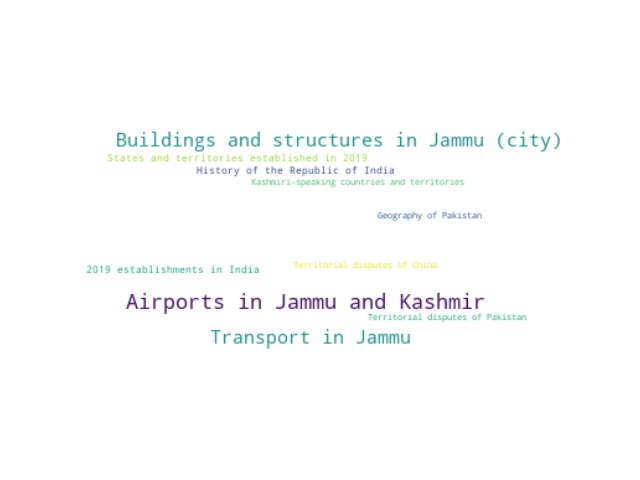 Buildings and structures in Jammu (city)
States and territories established in 2019
History of the Republic of India
Kashmiri-speaking countries and territories
Geography of Pakistan
Territorial disputes of China
2019 establishments in India
Airports in Jammu and Kashmir
Territorial disputes of Pakistan
Transport in Jammu